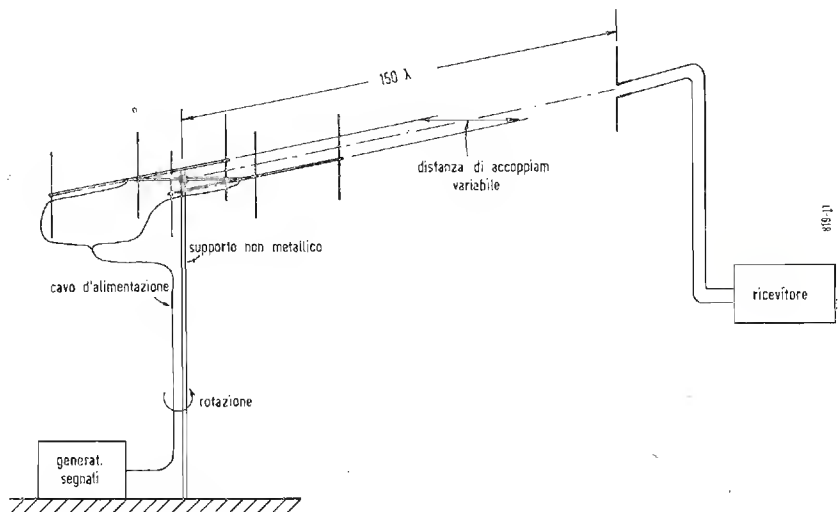 150 λ
distanza di accoppiam
variabile
supporto non metallico
cavo d'alimentazione
ricevitore
rotazione
generat.
segnali